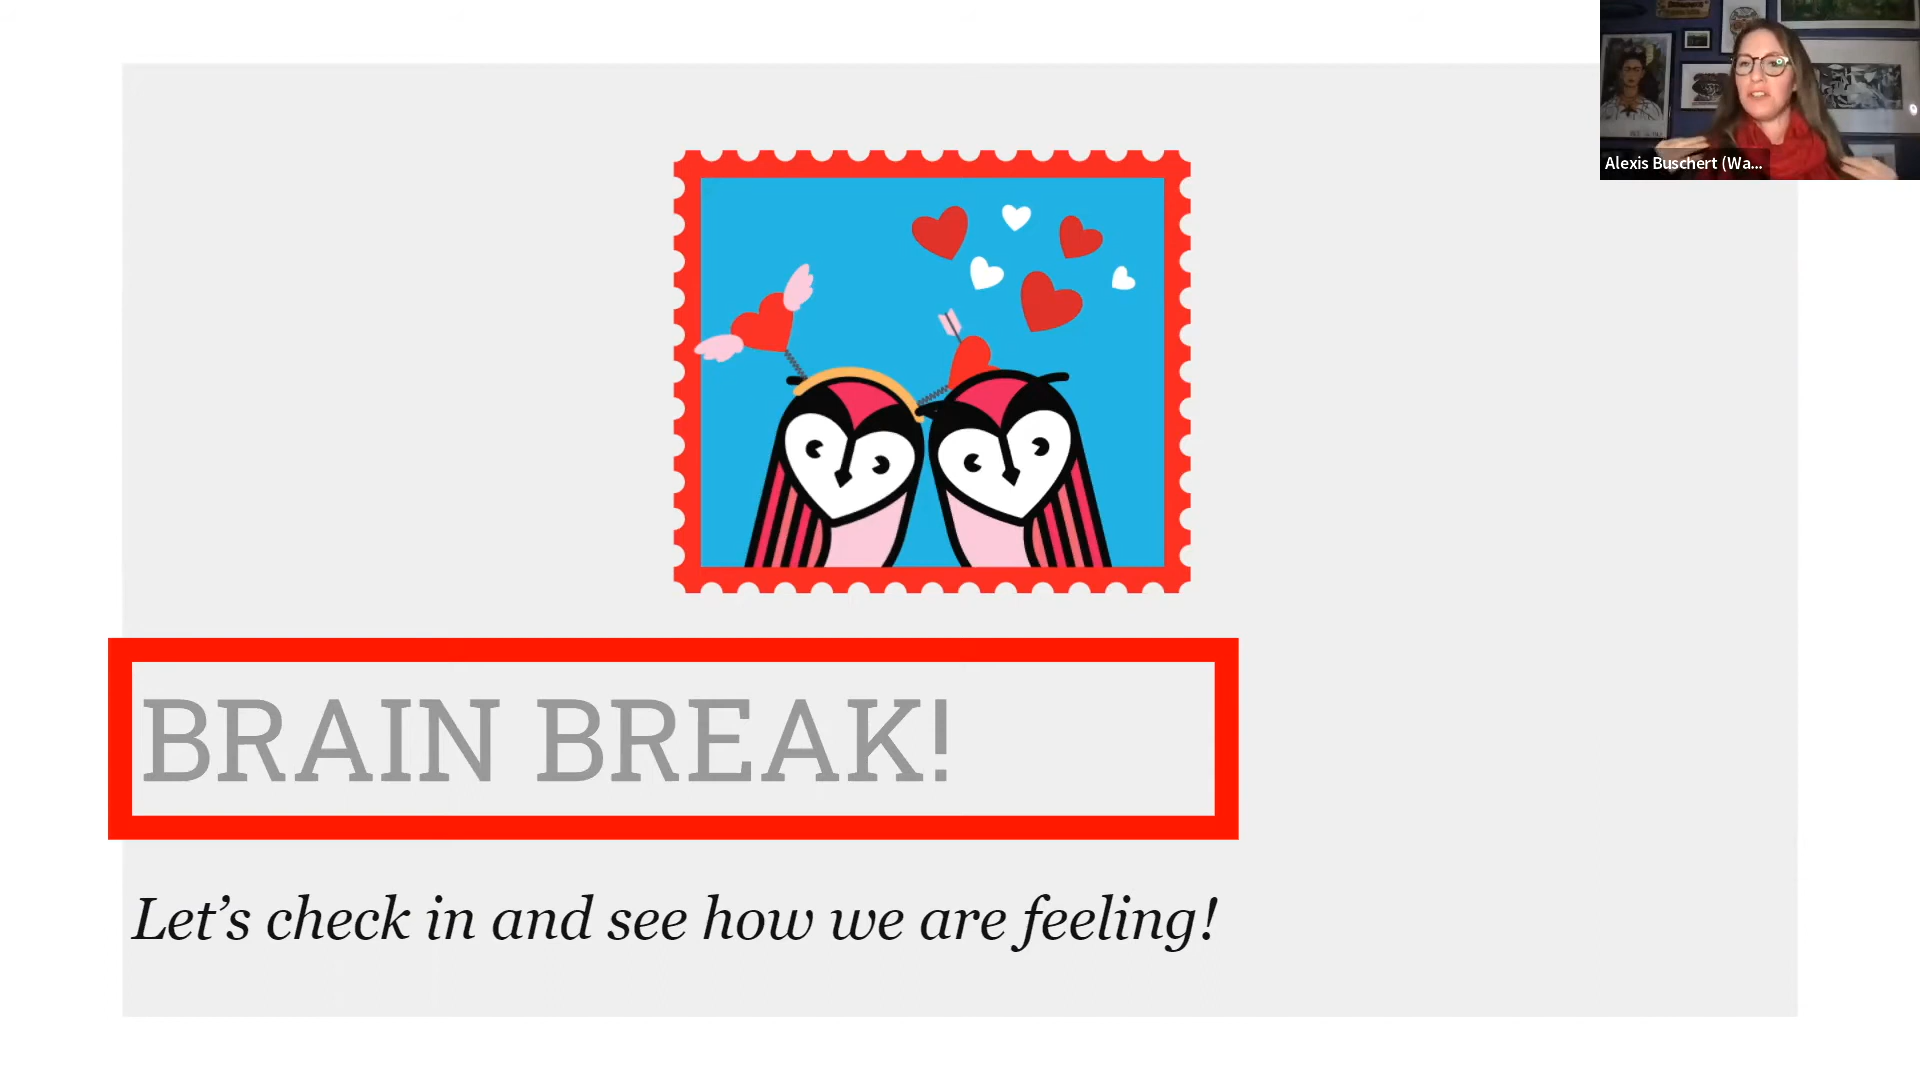 Alexis Buschert (Wa...
BRAIN BREAK!
Let's check in and see how we are feeling!